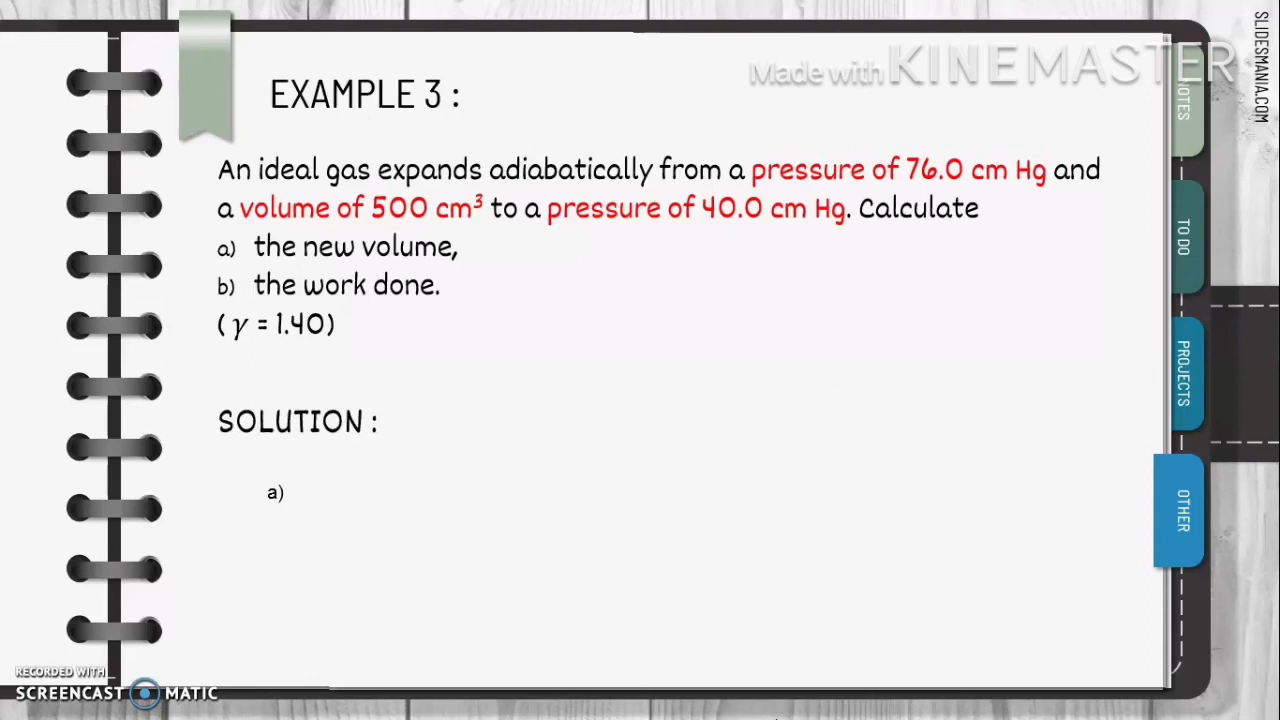 SLIDESMANIA.COM
Made with KINEMASTER
EXAMPLE 3 :
An ideal gas expands adiabatically from a pressure of 76.0 cm Hg and
a volume of 500 cm³ to a pressure of 40.0 cm Hg. Calculate
a) the new volume,
b) the work done.
( γ = 1.40)
SOLUTION :
a)
NOTES
TO DO
PROJECTS
OTHER
RECORDED WITH
SCREENCAST MATIC